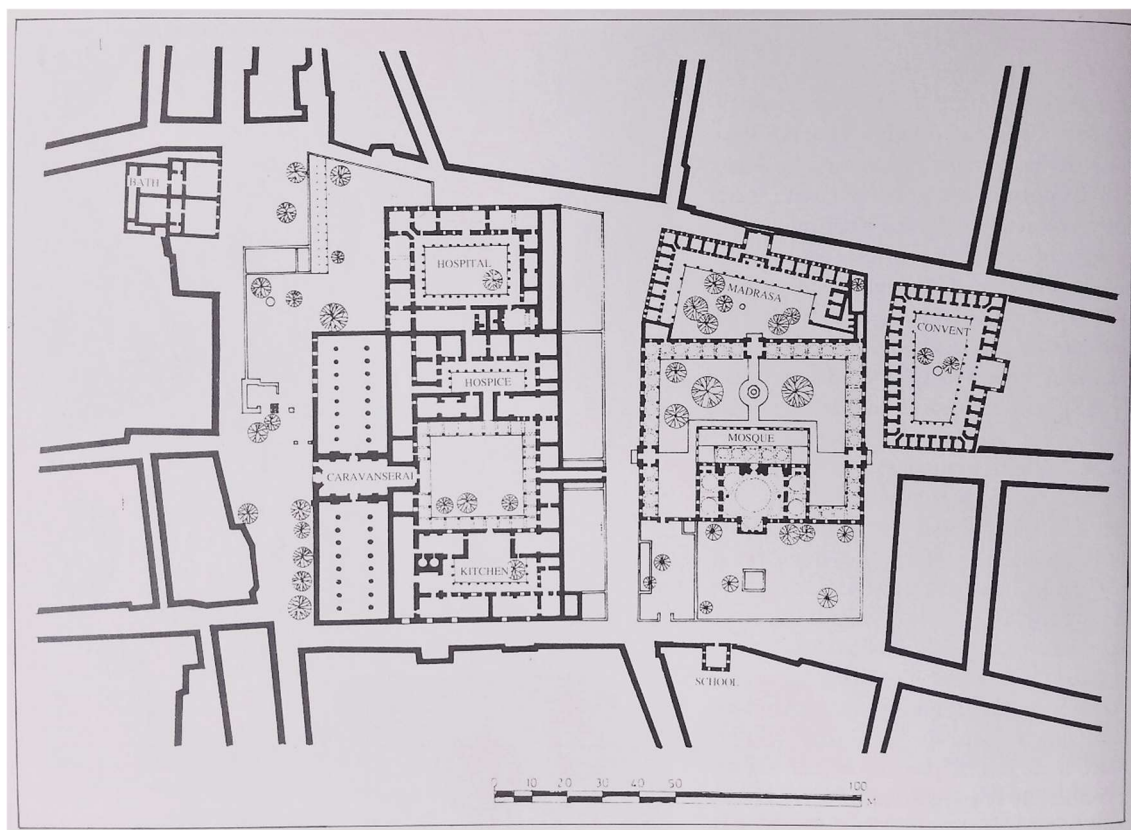 BATH
HOSPITAL
MADRASA
CONVENT
HOSPICE
MOSQUE
CARAVANSERAI
KITCHEN
SCHOOL
0 10 20 30 40 50 100
M